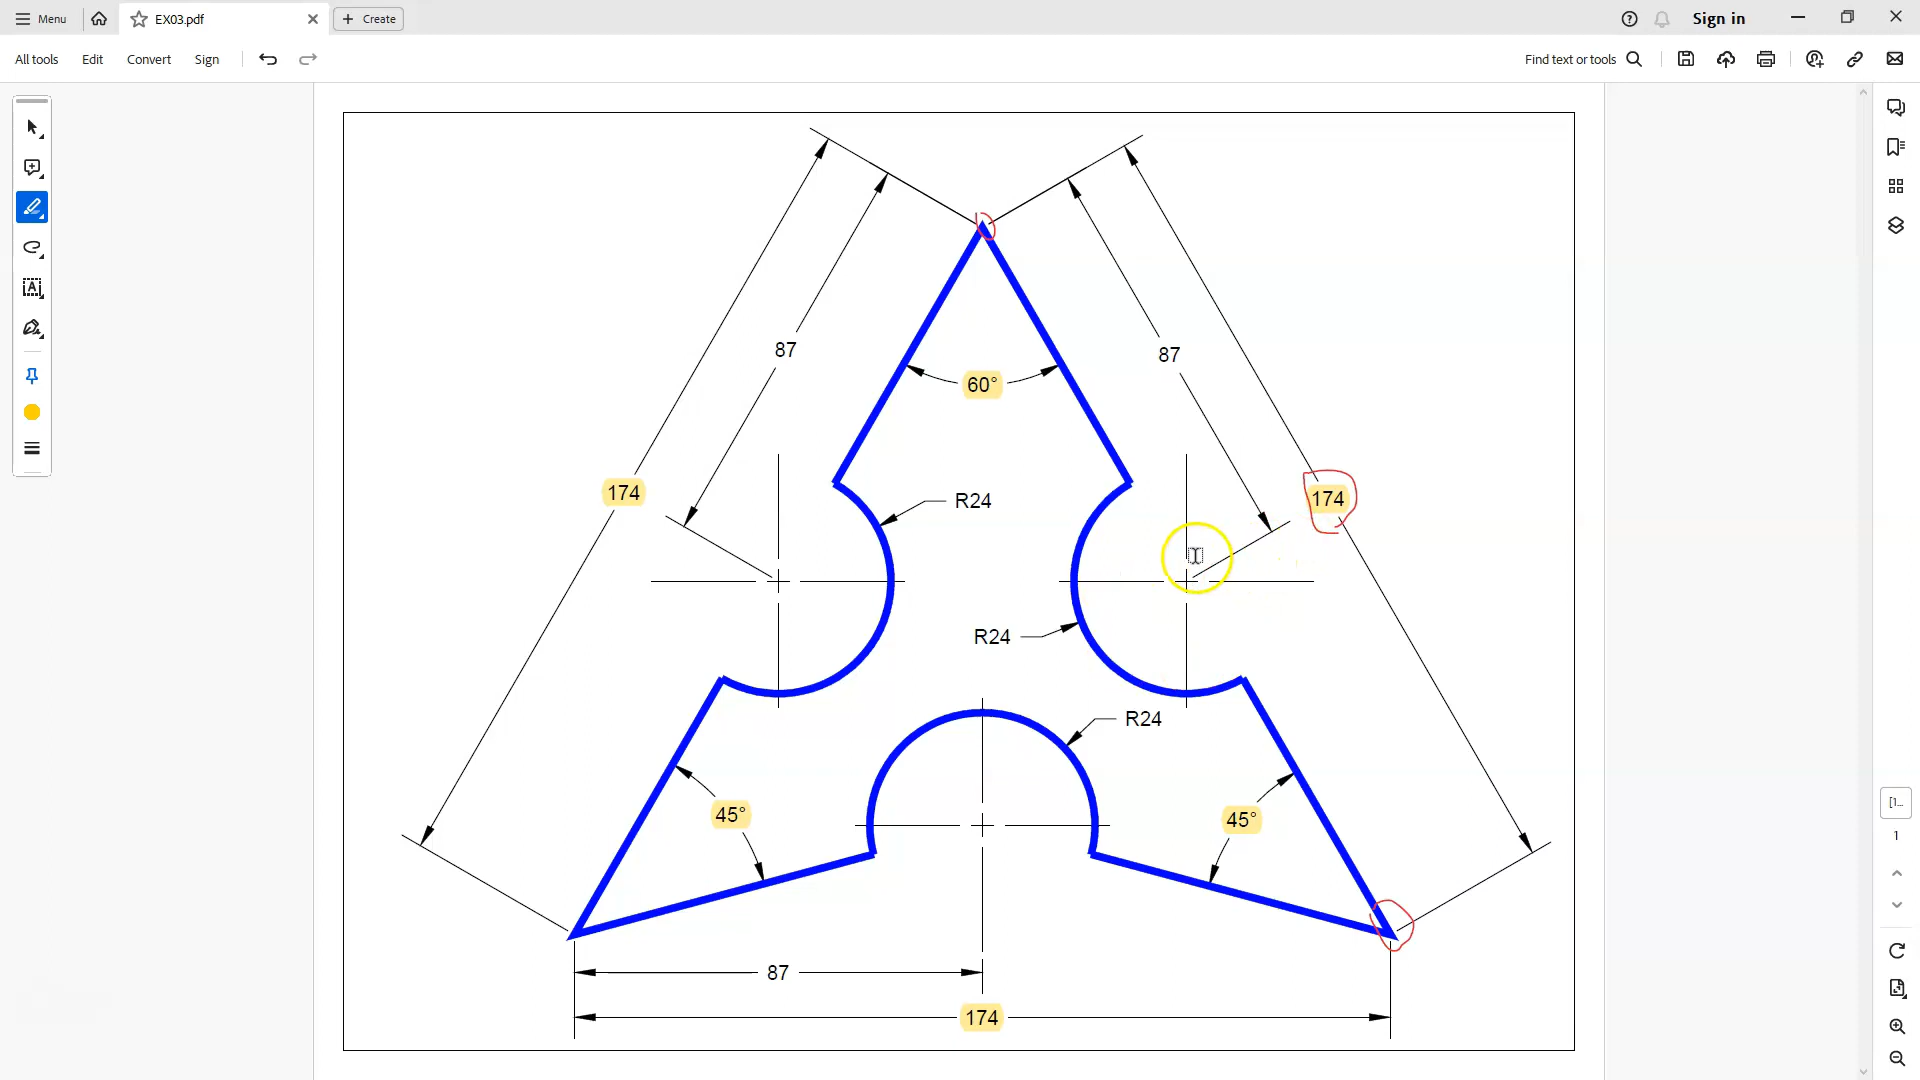 Menu EX03.pdf Create Sign in
All tools Edit Convert Sign Find text or tools
87
87
60°
174
174
R24
R24
R24
45°
45°
87
174
[1...
1